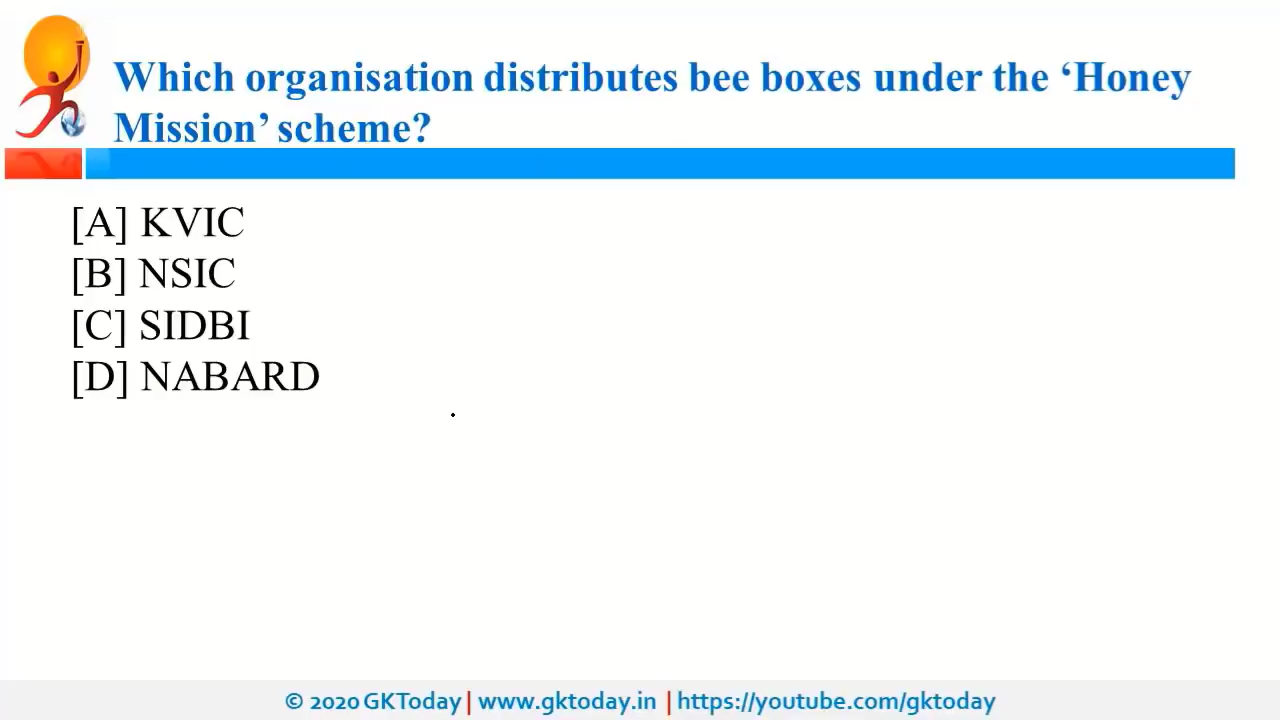 Which organisation distributes bee boxes under the ‘Honey
Mission’ scheme?
[A] KVIC
[B] NSIC
[C] SIDBI
[D] NABARD
© 2020 GKToday | www.gktoday.in | https://youtube.com/gktoday